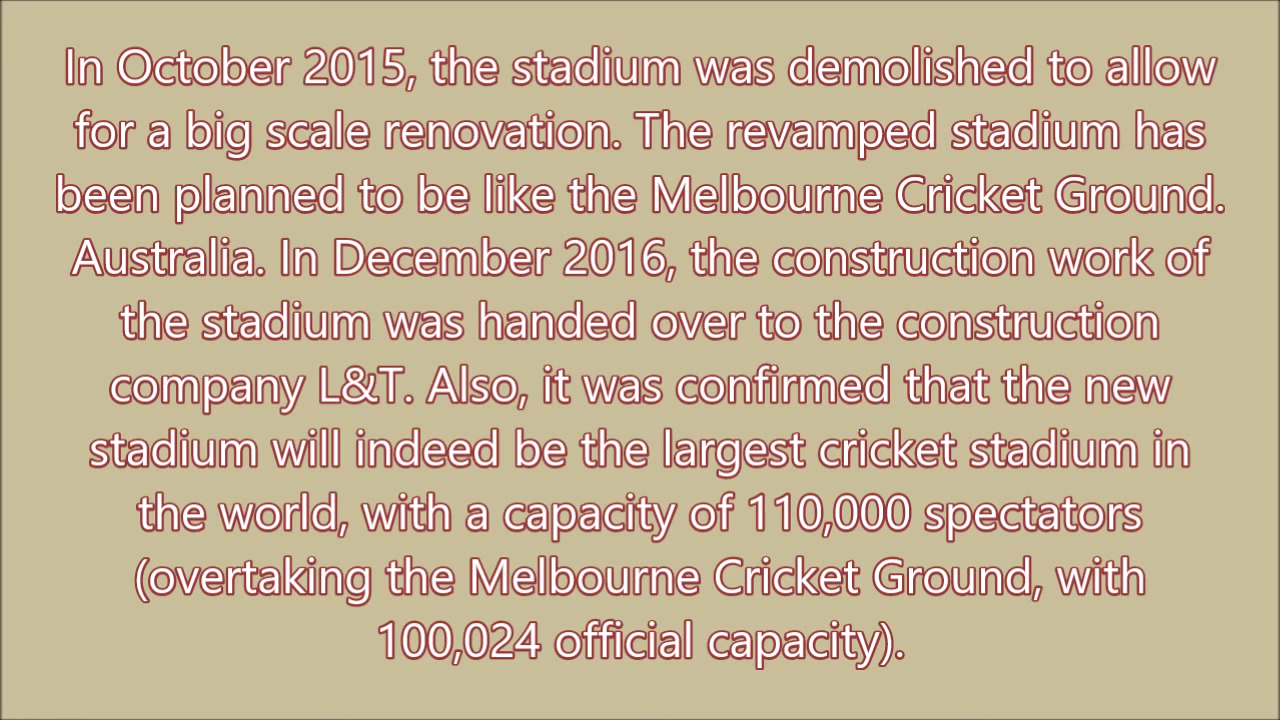 In October 2015, the stadium was demolished to allow
for a big scale renovation. The revamped stadium has
been planned to be like the Melbourne Cricket Ground.
Australia. In December 2016, the construction work of
the stadium was handed over to the construction
company L&T. Also, it was confirmed that the new
stadium will indeed be the largest cricket stadium in
the world, with a capacity of 110,000 spectators
(overtaking the Melbourne Cricket Ground, with
100,024 official capacity).